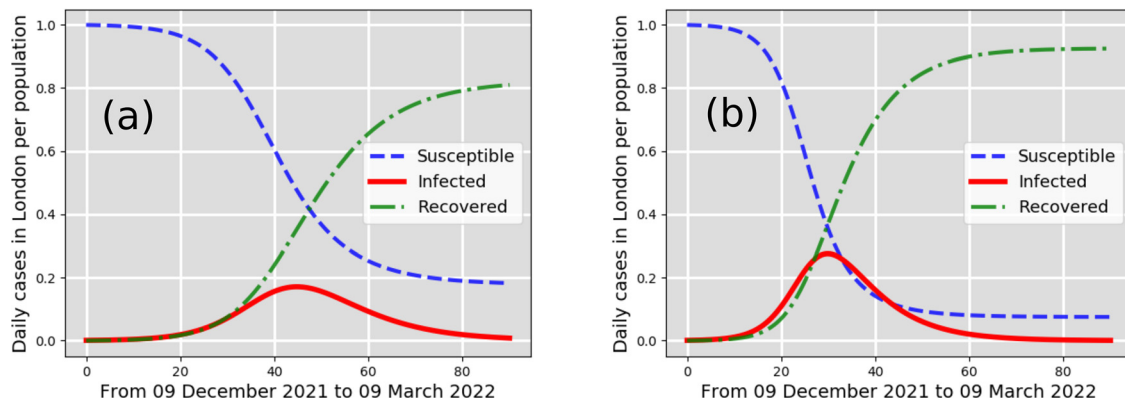 Daily cases in London per population
1.0
0.8
0.6
0.4
0.2
0.0
(a)
Susceptible
Infected
Recovered
0 20 40 60 80
From 09 December 2021 to 09 March 2022
Daily cases in London per population
1.0
0.8
0.6
0.4
0.2
0.0
(b)
Susceptible
Infected
Recovered
0 20 40 60 80
From 09 December 2021 to 09 March 2022